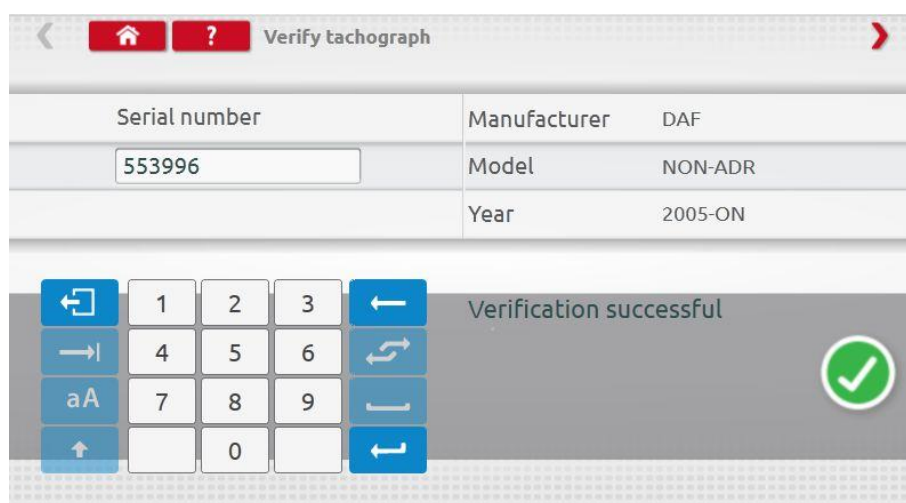 ? Verify tachograph
Serial number
553996
Manufacturer DAF
Model NON-ADR
Year 2005-ON
1 2 3
4 5 6
aA 7 8 9
0
Verification successful